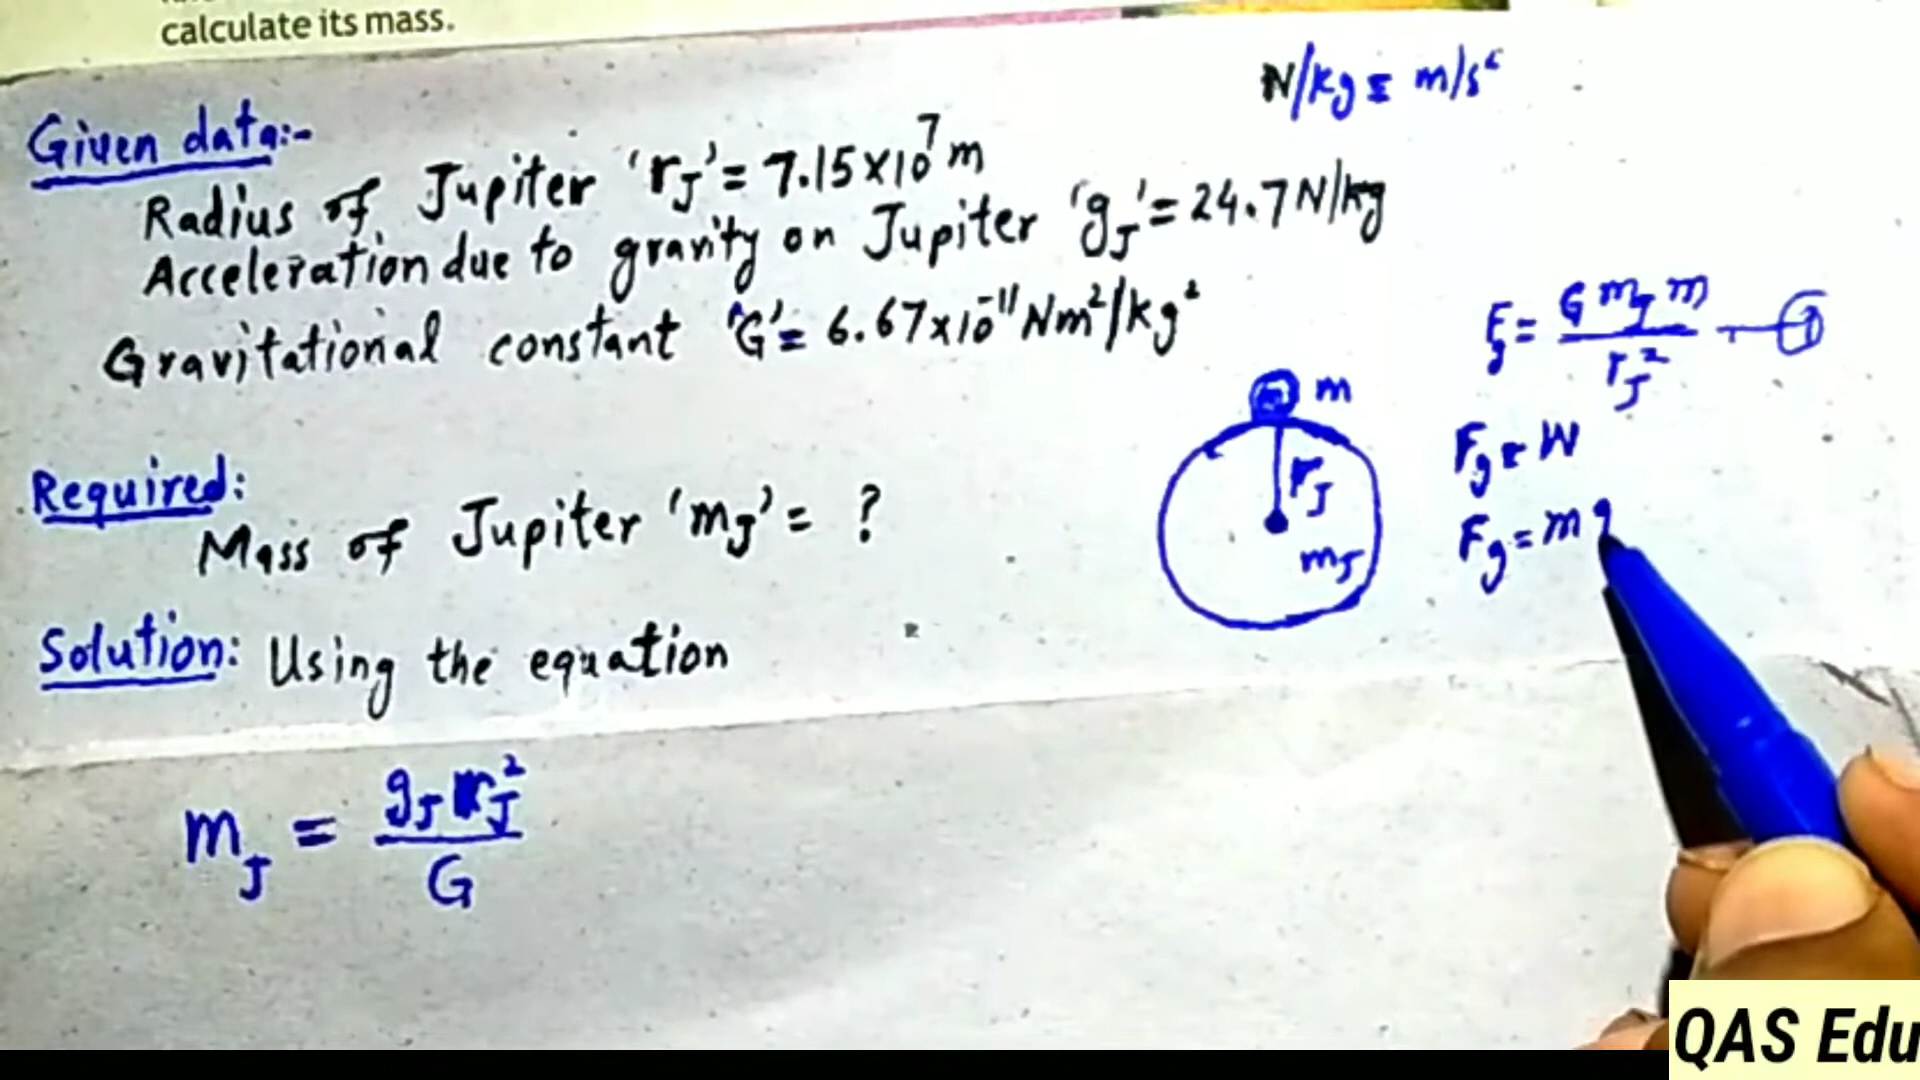 calculate its mass.
N/kg = m/s²
Given data:-
Radius of Jupiter 'rJ' = 7.15×10⁷ m
Acceleration due to gravity on Jupiter 'gJ' = 24.7 N/kg
Gravitational constant 'G' = 6.67×10⁻¹¹ Nm²/kg²
Fg = G mJ m / rJ² — ①
m
rJ
mJ
Fg = W
Fg = m g
Required:
Mass of Jupiter 'mJ' = ?
Solution: Using the equation
mJ = gJ rJ² / G
QAS Edu